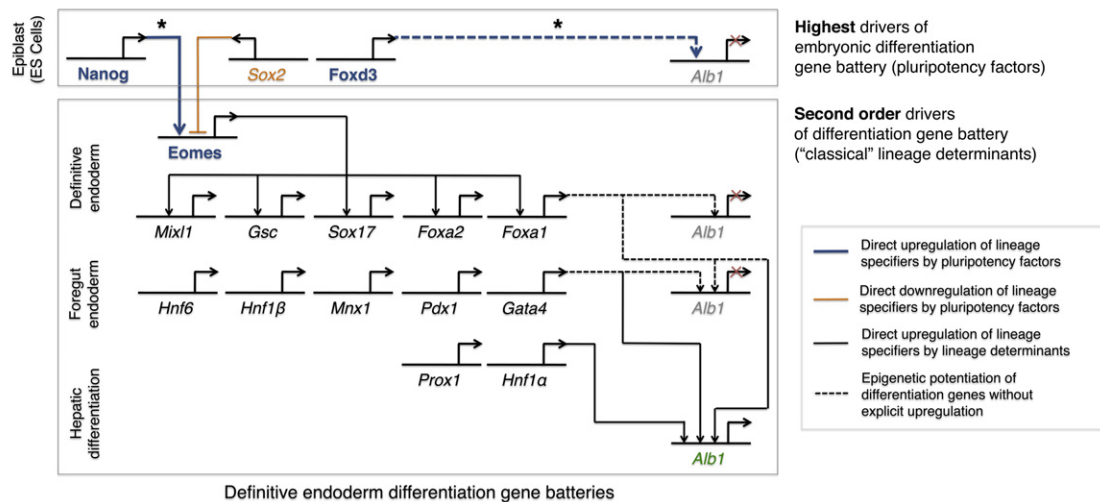 Epiblast
(ES Cells)
*
*
Nanog
Sox2
Foxd3
Alb1
Highest drivers of
embryonic differentiation
gene battery (pluripotency factors)
Second order drivers
of differentiation gene battery
("classical" lineage determinants)
Eomes
Definitive
endoderm
Mixl1
Gsc
Sox17
Foxa2
Foxa1
Alb1
Foregut
endoderm
Hnf6
Hnf1β
Mnx1
Pdx1
Gata4
Alb1
Hepatic
differentiation
Prox1
Hnf1α
Alb1
Direct upregulation of lineage
specifiers by pluripotency factors
Direct downregulation of lineage
specifiers by pluripotency factors
Direct upregulation of lineage
specifiers by lineage determinants
Epigenetic potentiation of
differentiation genes without
explicit upregulation
Definitive endoderm differentiation gene batteries